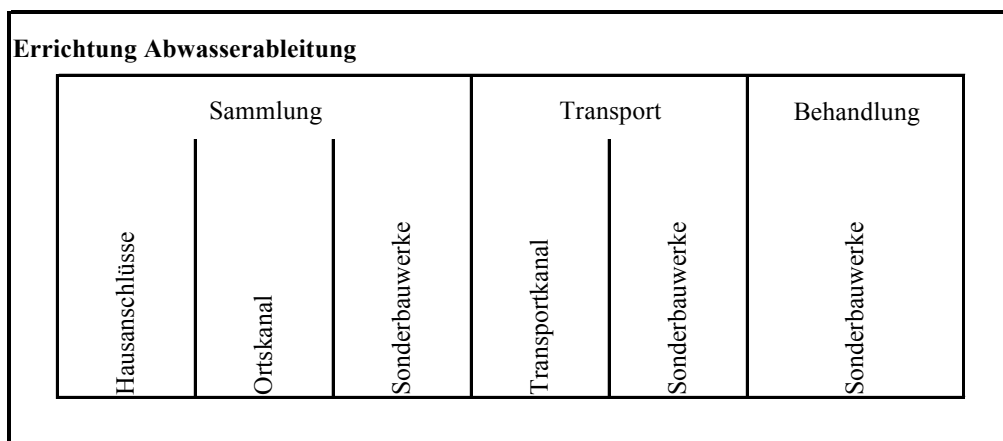 Errichtung Abwasserableitung
Sammlung
Transport
Behandlung
Hausanschlüsse
Ortskanal
Sonderbauwerke
Transportkanal
Sonderbauwerke
Sonderbauwerke